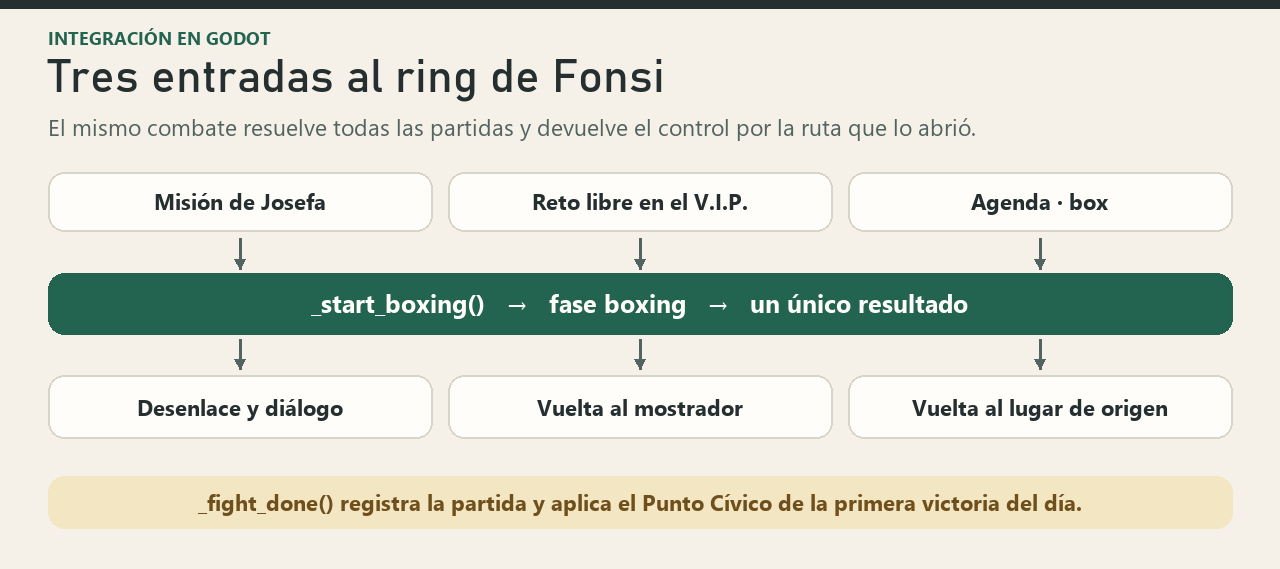 INTEGRACIÓN EN GODOT
Tres entradas al ring de Fonsi
El mismo combate resuelve todas las partidas y devuelve el control por la ruta que lo abrió.
Misión de Josefa
Reto libre en el V.I.P.
Agenda · box
_start_boxing() → fase boxing → un único resultado
Desenlace y diálogo
Vuelta al mostrador
Vuelta al lugar de origen
_fight_done() registra la partida y aplica el Punto Cívico de la primera victoria del día.